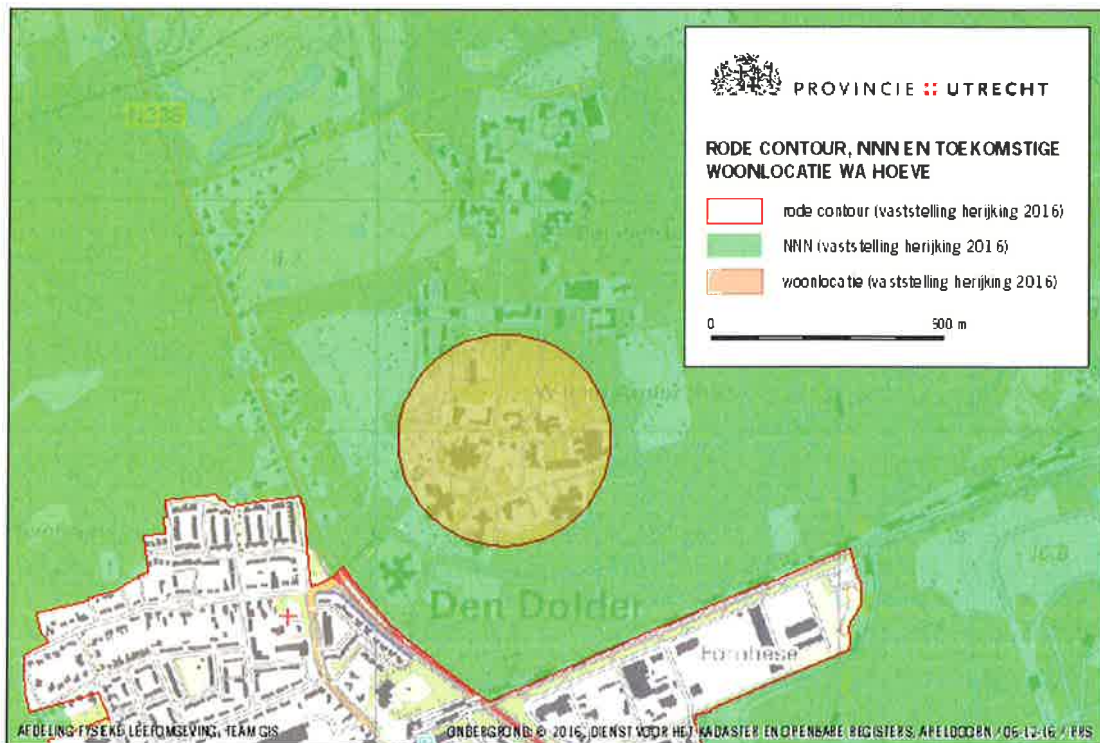 PROVINCIE :: UTRECHT
RODE CONTOUR, NNN EN TOEKOMSTIGE
WOONLOCATIE WA HOEVE
rode contour (vaststelling herijking 2016)
NNN (vaststelling herijking 2016)
woonlocatie (vaststelling herijking 2016)
0 500 m
Den Dolder
Fornhese
AFDELING FYSIEKE LEEFOMGEVING, TEAM GIS
ONDERGROND: © 2016, DIENST VOOR HET KADASTER EN OPENBARE REGISTERS, APELDOORN / 06-12-16 / PRS